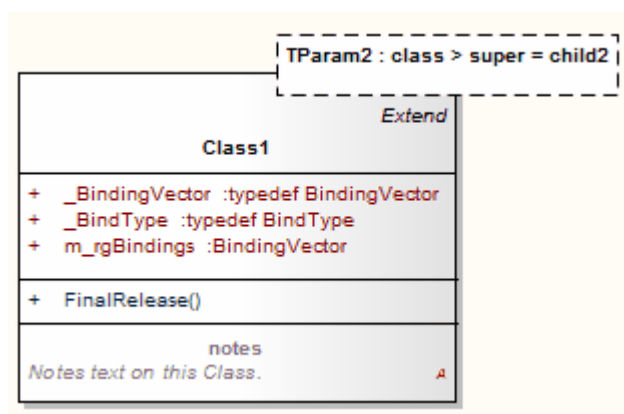 TParam2 : class > super = child2
Extend
Class1
+ _BindingVector :typedef BindingVector
+ _BindType :typedef BindType
+ m_rgBindings :BindingVector
+ FinalRelease()
notes
Notes text on this Class.
A